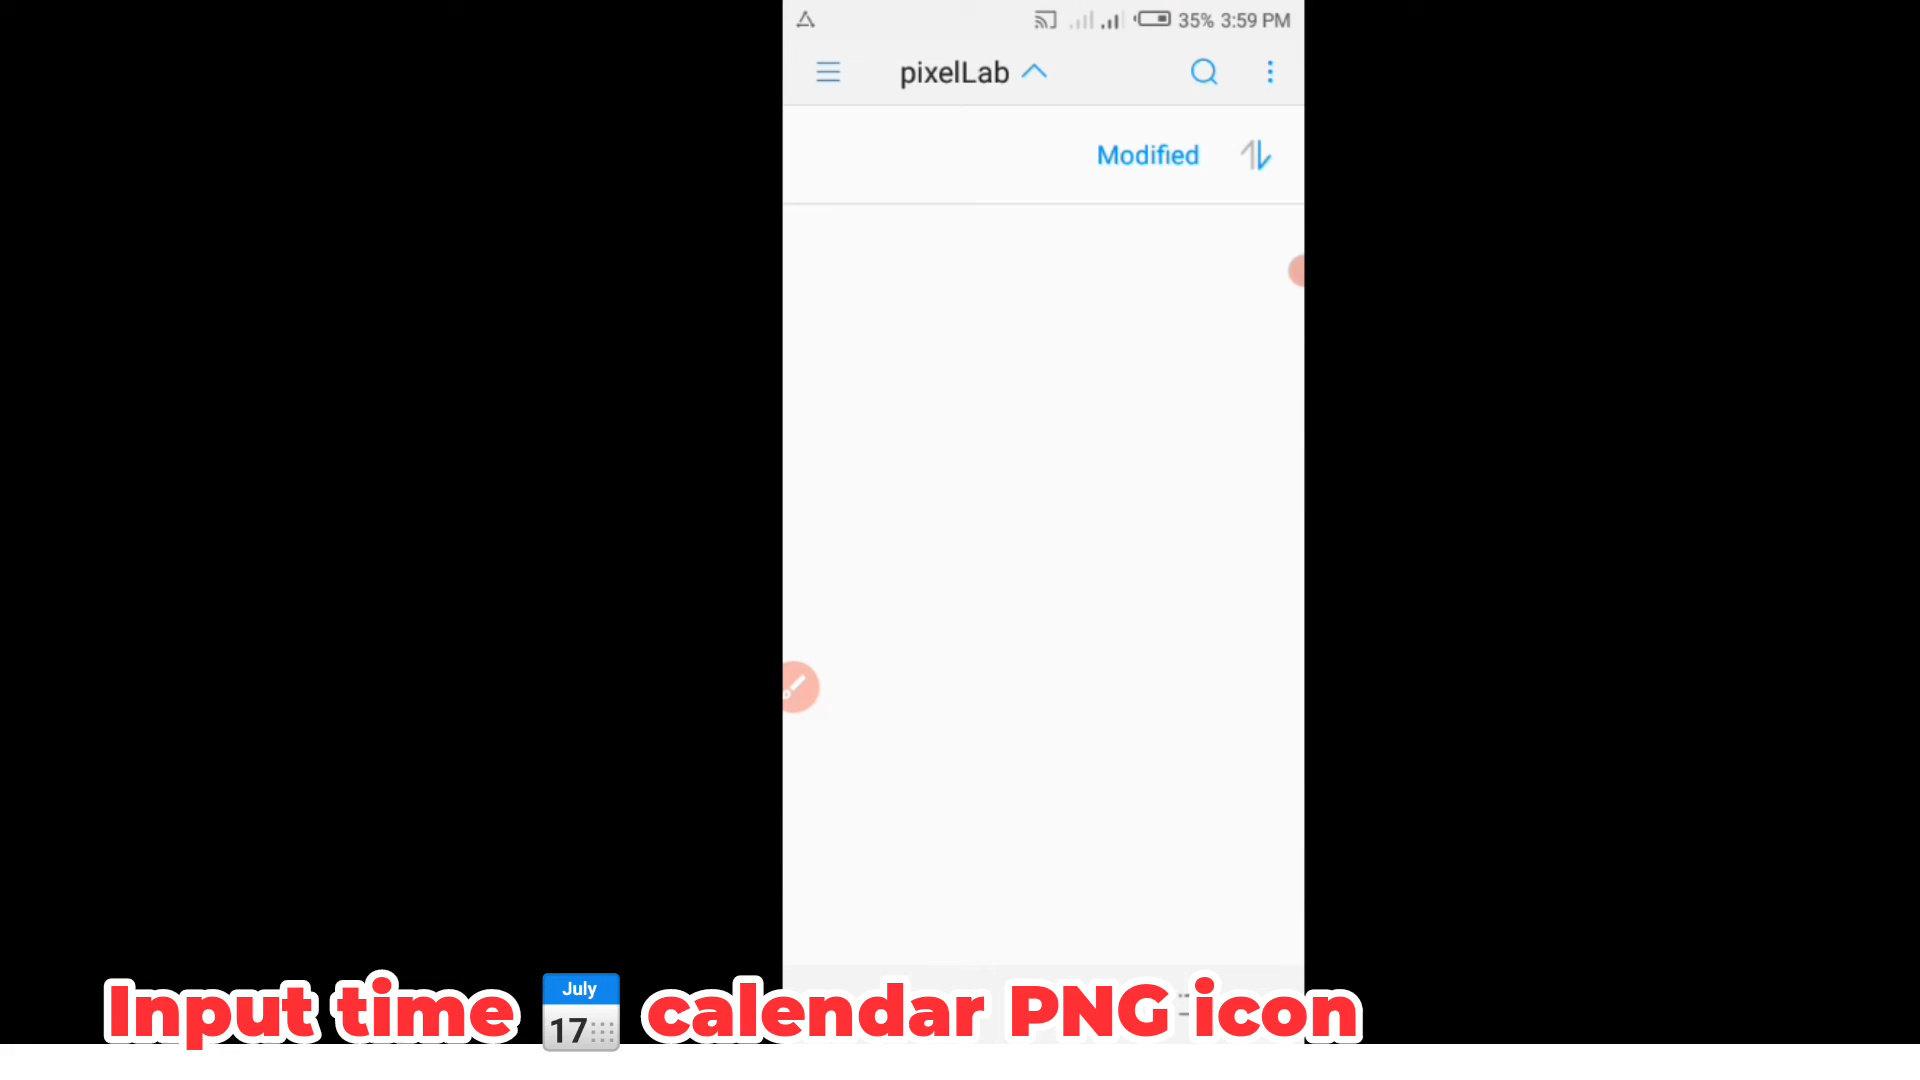 35% 3:59 PM
pixelLab
Modified
Input time 📅 calendar PNG icon
July
17